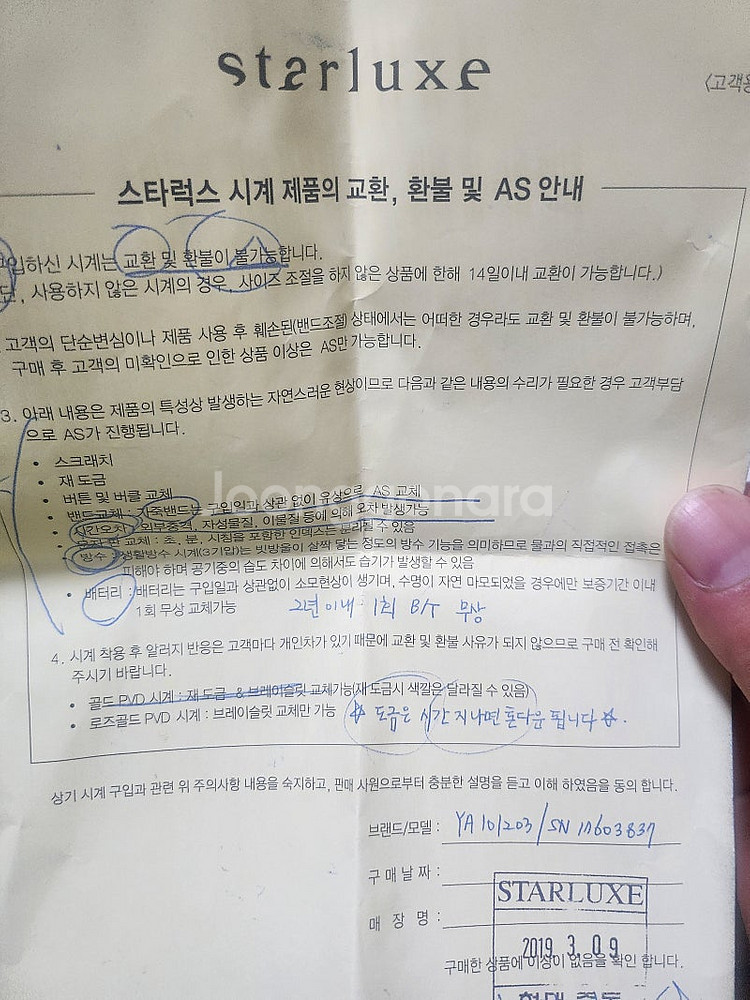 starluxe
<고객용
스타럭스 시계 제품의 교환, 환불 및 AS 안내
구입하신 시계는 교환 및 환불이 불가능합니다.
단, 사용하지 않은 시계의 경우, 사이즈 조절을 하지 않은 상품에 한해 14일이내 교환이 가능합니다.)
고객의 단순변심이나 제품 사용 후 훼손된(밴드조절) 상태에서는 어떠한 경우라도 교환 및 환불이 불가능하며,
구매 후 고객의 미확인으로 인한 상품 이상은 AS만 가능합니다.
3. 아래 내용은 제품의 특성상 발생하는 자연스러운 현상이므로 다음과 같은 내용의 수리가 필요한 경우 고객부담
으로 AS가 진행됩니다.
• 스크래치
• 재 도금
• 버튼 및 버클 교체
• 밴드교체 : 가죽밴드는 구입일과 상관 없이 유상으로 AS 교체
• 시간오차 : 외부충격, 자성물질, 이물질 등에 의해 오차 발생가능
교체 : 초, 분, 시침을 포함한 인덱스는 달라질 수 있음
• 방수 : 생활방수 시계(3기압)는 빗방울이 살짝 닿는 정도의 방수 기능을 의미하므로 물과의 직접적인 접촉은
피해야 하며 공기중의 습도 차이에 의해서도 습기가 발생할 수 있음
• 배터리 : 배터리는 구입일과 상관없이 소모현상이 생기며, 수명이 자연 마모되었을 경우에만 보증기간 이내
1회 무상 교체가능 2년 이내 1회 B/T 무상
4. 시계 착용 후 알러지 반응은 고객마다 개인차가 있기 때문에 교환 및 환불 사유가 되지 않으므로 구매 전 확인해
주시기 바랍니다.
• 골드 PVD 시계 : 재 도금 & 브레이슬릿 교체가능(재 도금시 색깔은 달라질 수 있음)
• 로즈골드 PVD 시계 : 브레이슬릿 교체만 가능 ☆ 도금은 시간 지나면 톤다운 됩니다 ☆.
상기 시계 구입과 관련 위 주의사항 내용을 숙지하고, 판매 사원으로부터 충분한 설명을 듣고 이해 하였음을 동의 합니다.
브랜드/모델 : YA101203/SN 17603837
구 매 날 짜 :
STARLUXE
매 장 명 :
2019. 3. 09
구매한 상품에 이상이 없음을 확인 합니다.